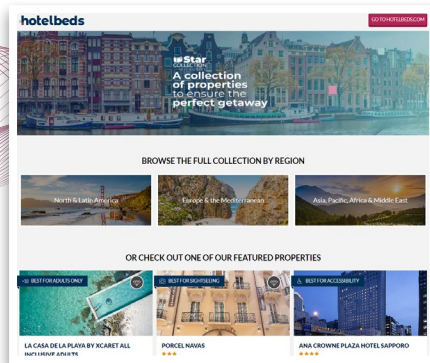 hotelbeds
GO TO HOTELBEDS.COM
Star
COLLECTION
A collection
of properties
to ensure the
perfect getaway
BROWSE THE FULL COLLECTION BY REGION
North & Latin America
Europe & the Mediterranean
Asia, Pacific, Africa & Middle East
OR CHECK OUT ONE OF OUR FEATURED PROPERTIES
BEST FOR ADULTS ONLY
BEST FOR SIGHTSEEING
BEST FOR ACCESSIBILITY
LA CASA DE LA PLAYA BY XCARET ALL
INCLUSIVE ADULTS
PORCEL NAVAS
ANA CROWNE PLAZA HOTEL SAPPORO